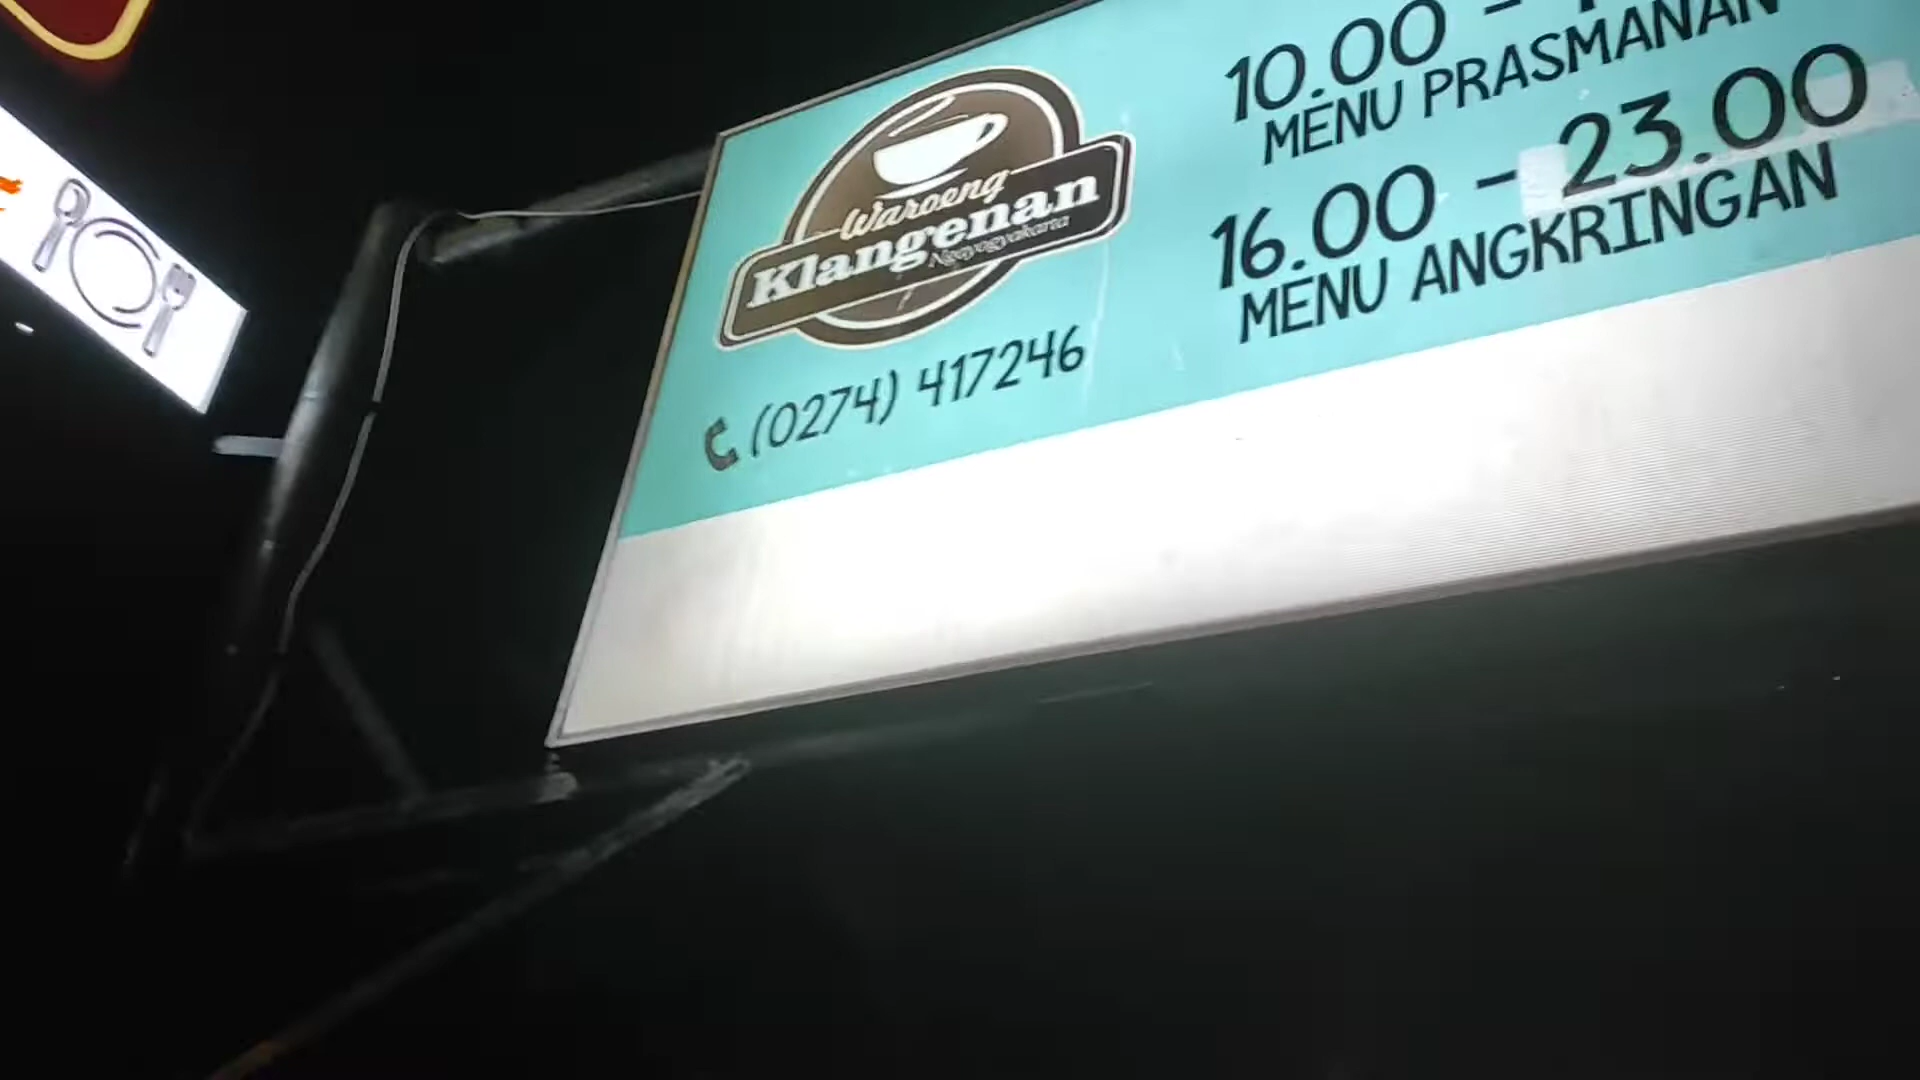 Waroeng
Klangenan
Ngayogyakarta
(0274) 417246
10.00 -
MENU PRASMANAN
16.00 - 23.00
MENU ANGKRINGAN